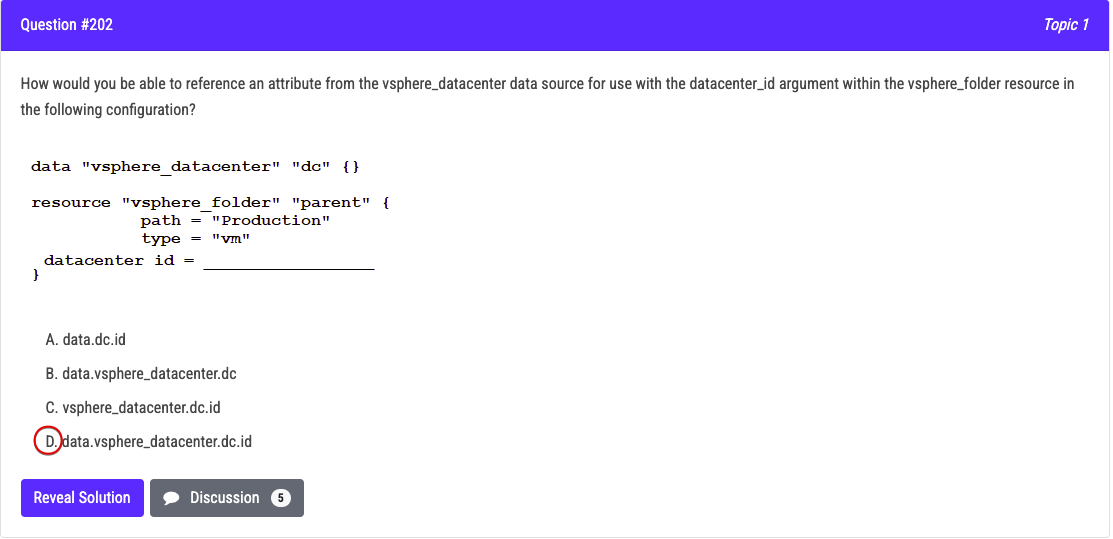 Question #202
Topic 1
How would you be able to reference an attribute from the vsphere_datacenter data source for use with the datacenter_id argument within the vsphere_folder resource in
the following configuration?
data "vsphere_datacenter" "dc" {}
resource "vsphere_folder" "parent" {
path = "Production"
type = "vm"
datacenter id = _________________
}
A. data.dc.id
B. data.vsphere_datacenter.dc
C. vsphere_datacenter.dc.id
D. data.vsphere_datacenter.dc.id
Reveal Solution
Discussion 5